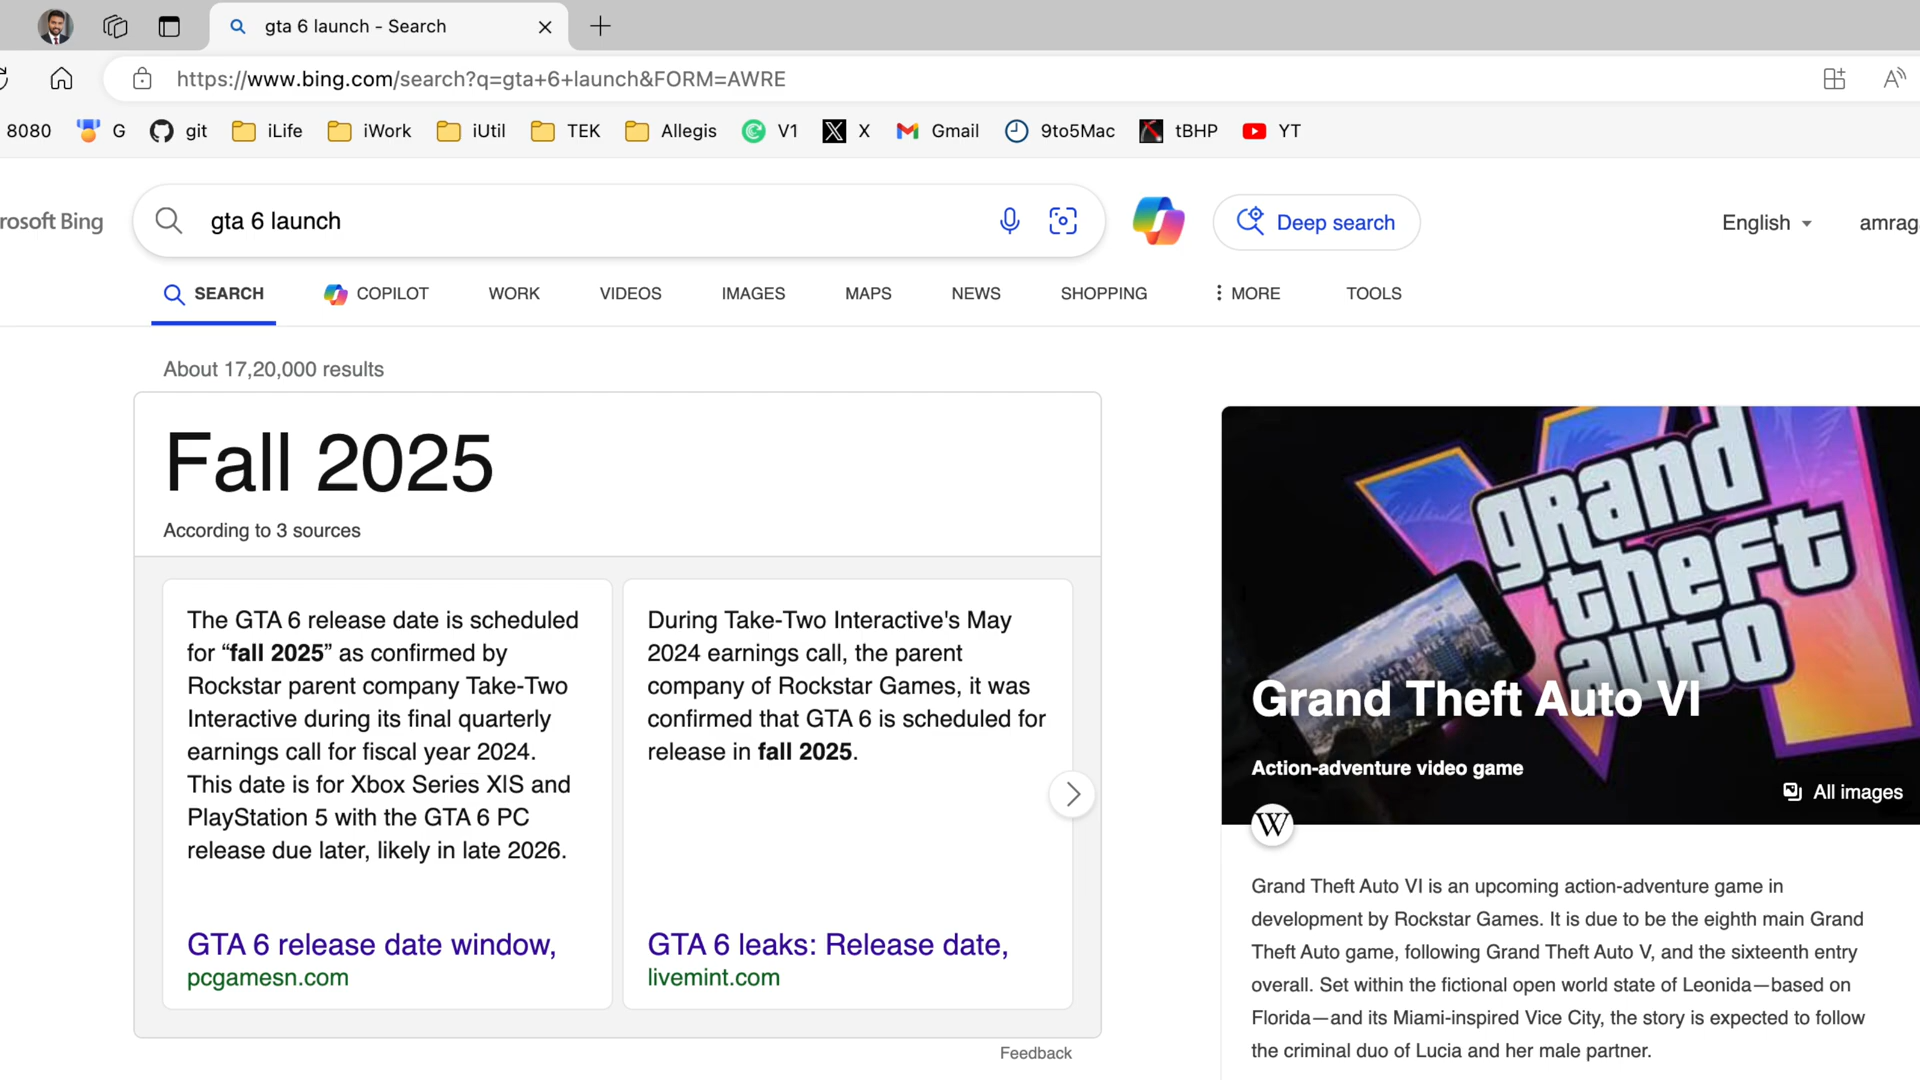 gta 6 launch - Search
https://www.bing.com/search?q=gta+6+launch&FORM=AWRE
8080 G git iLife iWork iUtil TEK Allegis V1 X Gmail 9to5Mac tBHP YT
rosoft Bing
gta 6 launch
Deep search
English
amrag
SEARCH COPILOT WORK VIDEOS IMAGES MAPS NEWS SHOPPING MORE TOOLS
About 17,20,000 results
Fall 2025
According to 3 sources
The GTA 6 release date is scheduled
for “fall 2025” as confirmed by
Rockstar parent company Take-Two
Interactive during its final quarterly
earnings call for fiscal year 2024.
This date is for Xbox Series XIS and
PlayStation 5 with the GTA 6 PC
release due later, likely in late 2026.
GTA 6 release date window,
pcgamesn.com
During Take-Two Interactive's May
2024 earnings call, the parent
company of Rockstar Games, it was
confirmed that GTA 6 is scheduled for
release in fall 2025.
GTA 6 leaks: Release date,
livemint.com
Feedback
grand
theft
auto
Grand Theft Auto VI
Action-adventure video game
All images
W
Grand Theft Auto VI is an upcoming action-adventure game in
development by Rockstar Games. It is due to be the eighth main Grand
Theft Auto game, following Grand Theft Auto V, and the sixteenth entry
overall. Set within the fictional open world state of Leonida—based on
Florida—and its Miami-inspired Vice City, the story is expected to follow
the criminal duo of Lucia and her male partner.